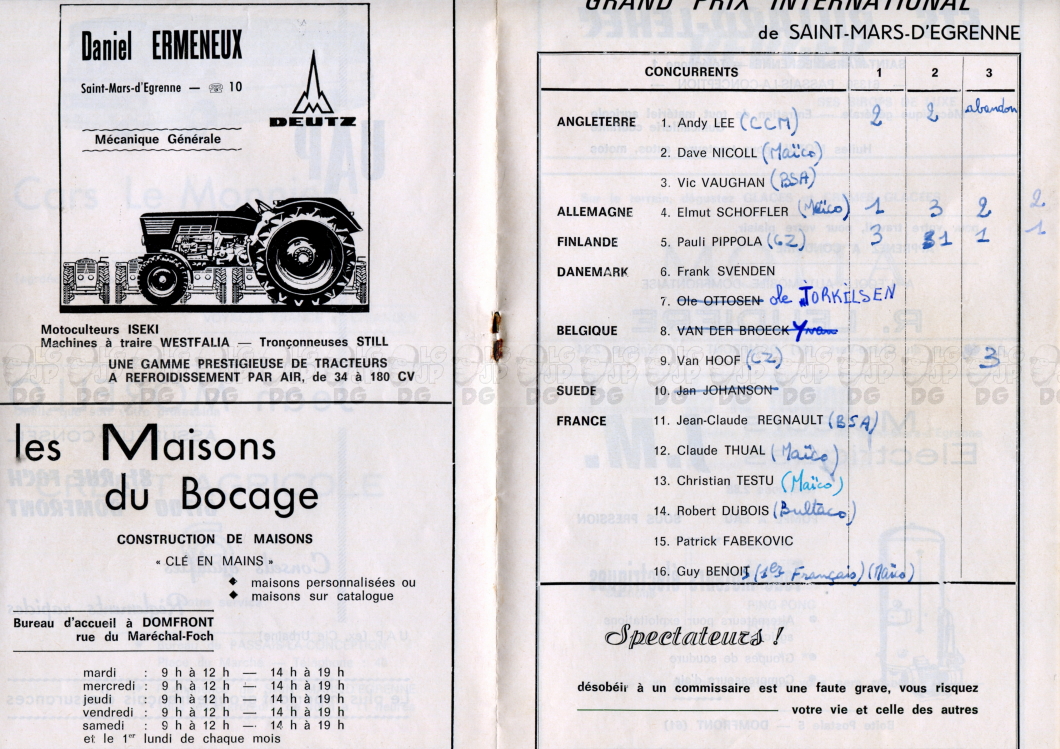 Daniel ERMENEUX
Saint-Mars-d'Egrenne — ☎ 10
DEUTZ
Mécanique Générale
Motoculteurs ISEKI
Machines à traire WESTFALIA — Tronçonneuses STILL
UNE GAMME PRESTIGIEUSE DE TRACTEURS
A REFROIDISSEMENT PAR AIR, de 34 à 180 CV
les Maisons
du Bocage
CONSTRUCTION DE MAISONS
« CLÉ EN MAINS »
◆ maisons personnalisées ou
◆ maisons sur catalogue
Bureau d'accueil à DOMFRONT
rue du Maréchal-Foch
mardi : 9 h à 12 h — 14 h à 19 h
mercredi : 9 h à 12 h — 14 h à 19 h
jeudi : 9 h à 12 h — 14 h à 19 h
vendredi : 9 h à 12 h — 14 h à 19 h
samedi : 9 h à 12 h — 14 h à 19 h
et le 1er lundi de chaque mois
GRAND PRIX INTERNATIONAL
de SAINT-MARS-D'EGRENNE
CONCURRENTS 1 2 3
ANGLETERRE 1. Andy LEE (CCM) 2 2 abandon
2. Dave NICOLL (Maïco)
3. Vic VAUGHAN (BSA)
ALLEMAGNE 4. Elmut SCHOFFLER (Maïco) 1 3 2 2
FINLANDE 5. Pauli PIPPOLA (CZ) 3 1 1 1
DANEMARK 6. Frank SVENDEN
7. Ole OTTOSEN ole TORKILSEN
BELGIQUE 8. VAN DER BROECK Yvan
9. Van HOOF (CZ) 3
SUEDE 10. Jan JOHANSON
FRANCE 11. Jean-Claude REGNAULT (BSA)
12. Claude THUAL (Maïco)
13. Christian TESTU (Maïco)
14. Robert DUBOIS (Bultaco)
15. Patrick FABEKOVIC
16. Guy BENOIT (1er Français) (Maïco)
Spectateurs !
désobéir à un commissaire est une faute grave, vous risquez
votre vie et celle des autres